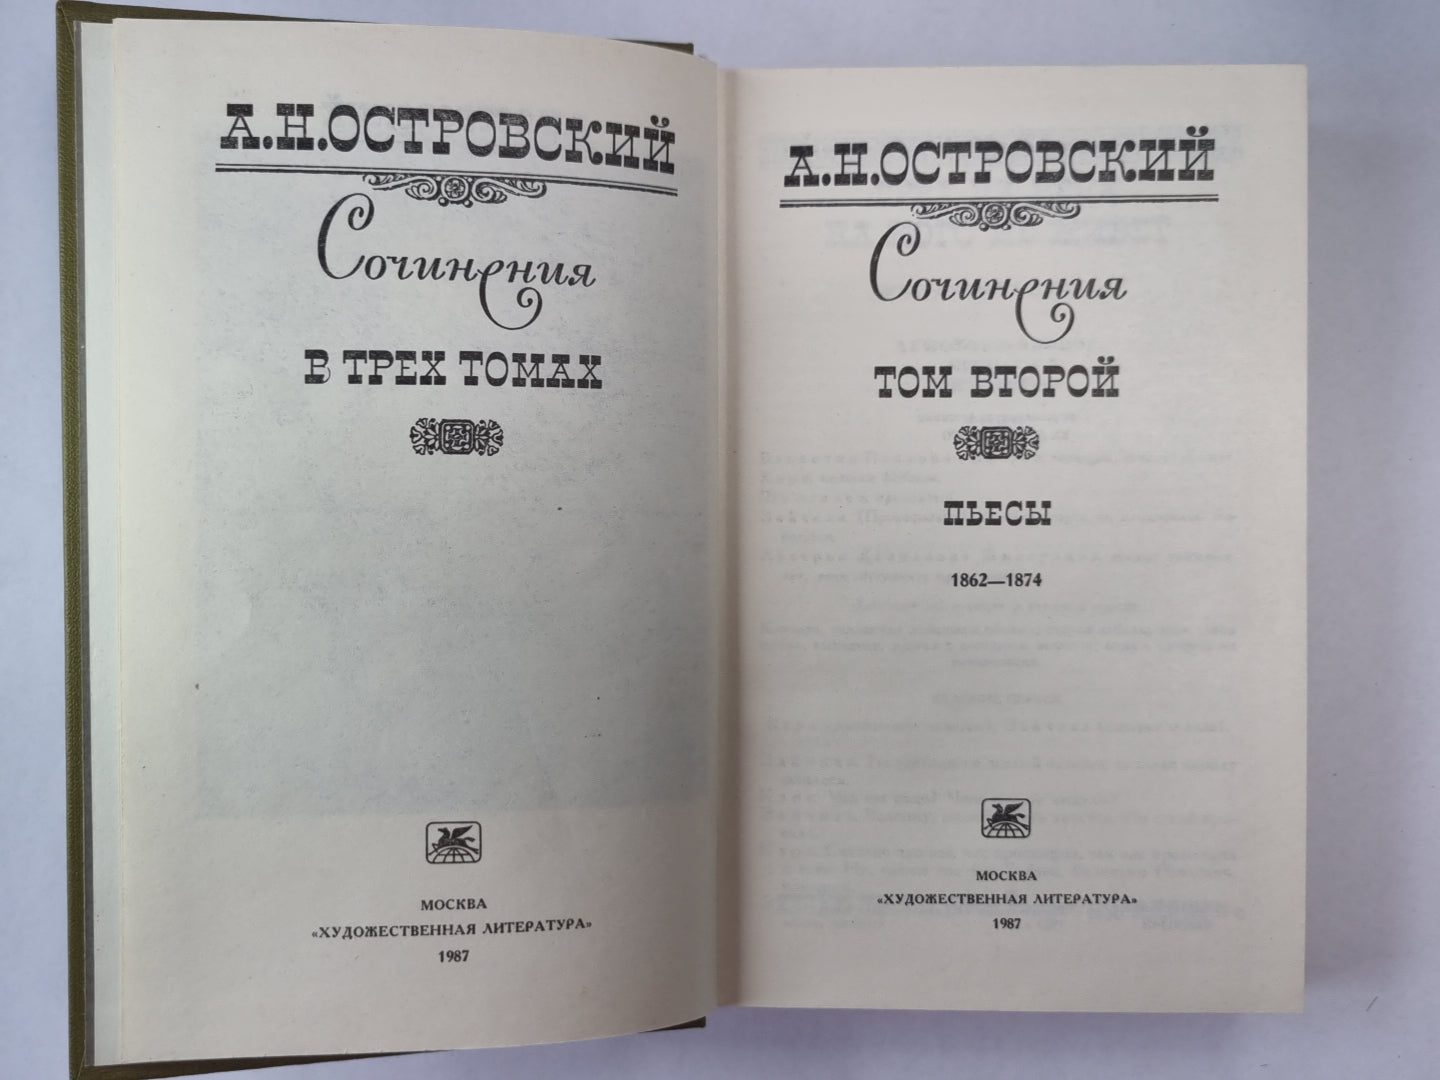 А.Н.ОСТРОВСКИЙ
Сочинения
В ТРЕХ ТОМАХ
МОСКВА
«ХУДОЖЕСТВЕННАЯ ЛИТЕРАТУРА»
1987
А.Н.ОСТРОВСКИЙ
Сочинения
ТОМ ВТОРОЙ
ПЬЕСЫ
1862—1874
МОСКВА
«ХУДОЖЕСТВЕННАЯ ЛИТЕРАТУРА»
1987